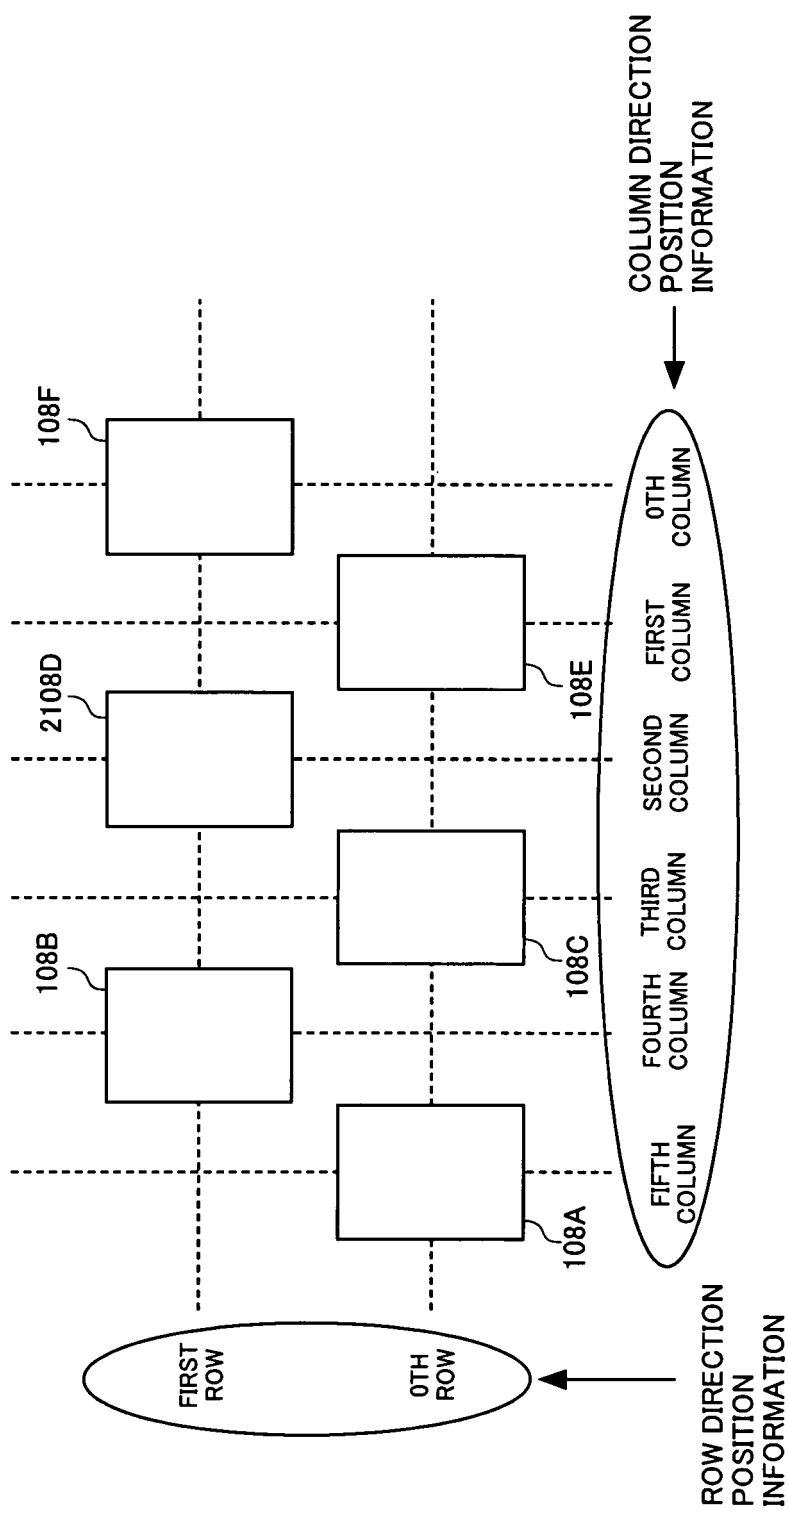 108B
2108D
108F
FIRST
ROW
0TH
ROW
108A
108C
108E
FIFTH
COLUMN
FOURTH
COLUMN
THIRD
COLUMN
SECOND
COLUMN
FIRST
COLUMN
0TH
COLUMN
COLUMN DIRECTION
POSITION
INFORMATION
ROW DIRECTION
POSITION
INFORMATION